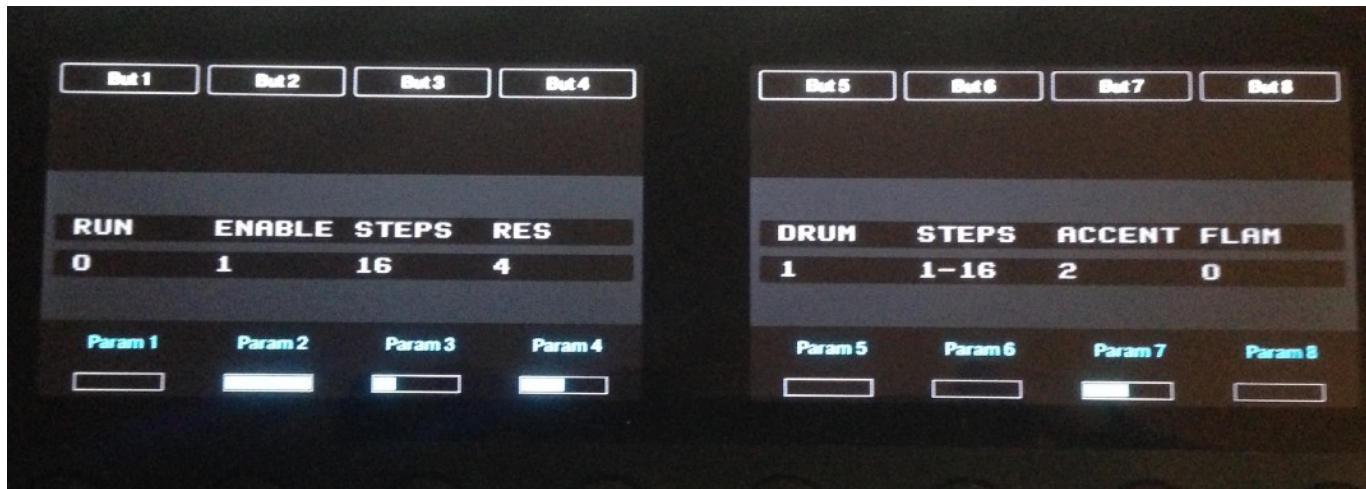 But 1 But 2 But 3 But 4 But 5 But 6 But 7 But 8
RUN ENABLE STEPS RES DRUM STEPS ACCENT FLAM
0 1 16 4 1 1-16 2 0
Param 1 Param 2 Param 3 Param 4 Param 5 Param 6 Param 7 Param 8